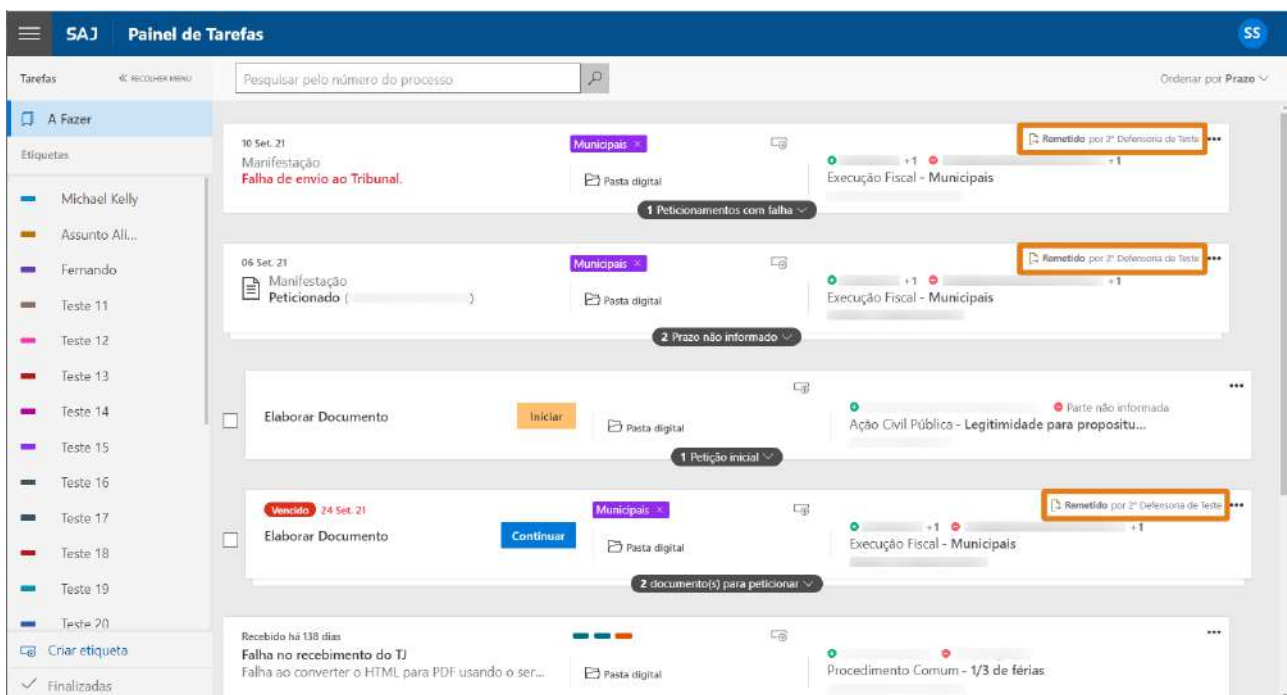 SAJ Painel de Tarefas SS
Tarefas
RECOLHER MENU
Pesquisar pelo número do processo
Ordenar por Prazo
A Fazer
Etiquetas
Michael Kelly
Assunto Ali...
Fernando
Teste 11
Teste 12
Teste 13
Teste 14
Teste 15
Teste 16
Teste 17
Teste 18
Teste 19
Teste 20
Criar etiqueta
Finalizadas
10 Set. 21
Manifestação
Falha de envio ao Tribunal.
Municipais ×
Pasta digital
Remetido por 2ª Defensoria de Teste
+1 +1
Execução Fiscal - Municipais
1 Peticionamentos com falha
06 Set. 21
Manifestação
Peticionado ( )
Municipais ×
Pasta digital
Remetido por 2ª Defensoria de Teste
+1 +1
Execução Fiscal - Municipais
2 Prazo não informado
Elaborar Documento
Iniciar
Pasta digital
Parte não informada
Ação Civil Pública - Legitimidade para propositu...
1 Petição inicial
Vencido 24 Set. 21
Elaborar Documento
Continuar
Municipais ×
Pasta digital
Remetido por 2ª Defensoria de Teste
+1 +1
Execução Fiscal - Municipais
2 documento(s) para peticionar
Recebido há 138 dias
Falha no recebimento do TJ
Falha ao converter o HTML para PDF usando o ser...
Pasta digital
Procedimento Comum - 1/3 de férias